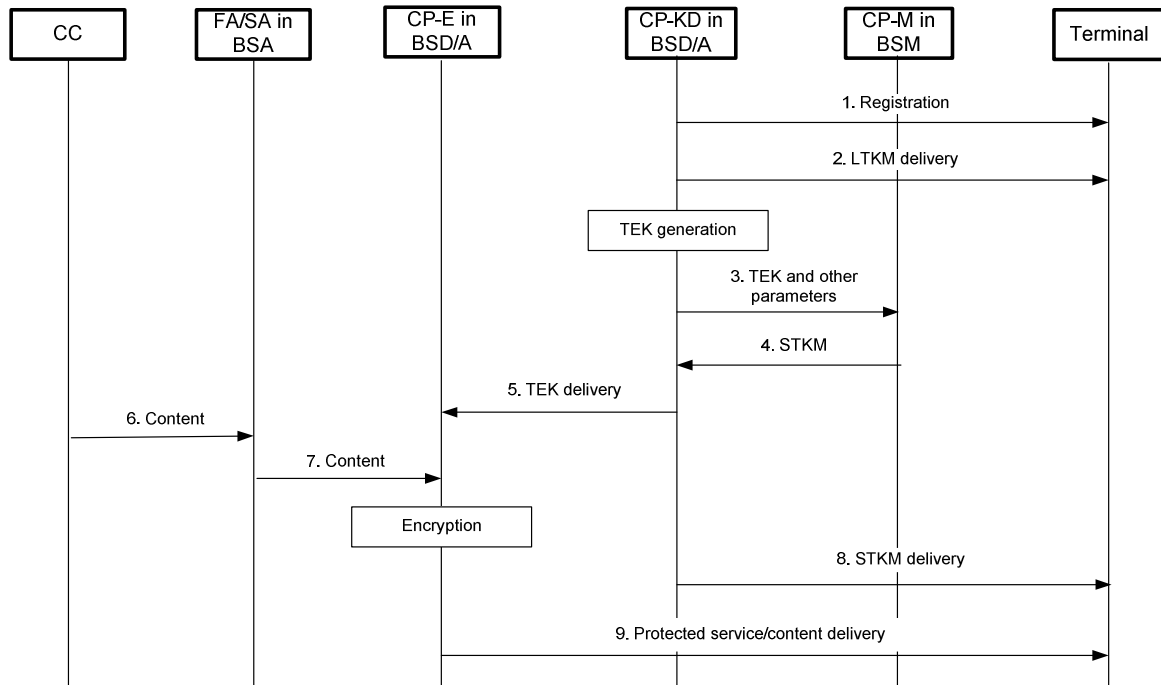 CC
FA/SA in
BSA
CP-E in
BSD/A
CP-KD in
BSD/A
CP-M in
BSM
Terminal
1. Registration
2. LTKM delivery
TEK generation
3. TEK and other
parameters
4. STKM
5. TEK delivery
6. Content
7. Content
Encryption
8. STKM delivery
9. Protected service/content delivery